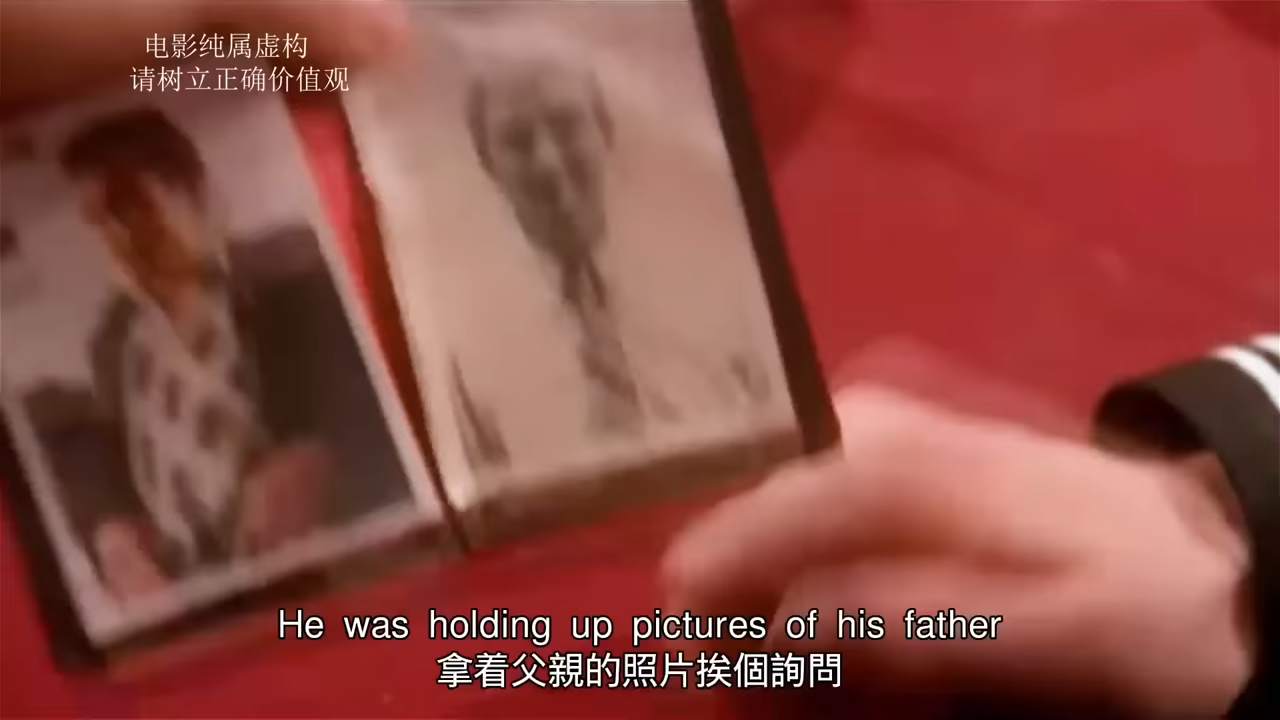 电影纯属虚构
请树立正确价值观
He was holding up pictures of his father
拿着父親的照片挨個詢問